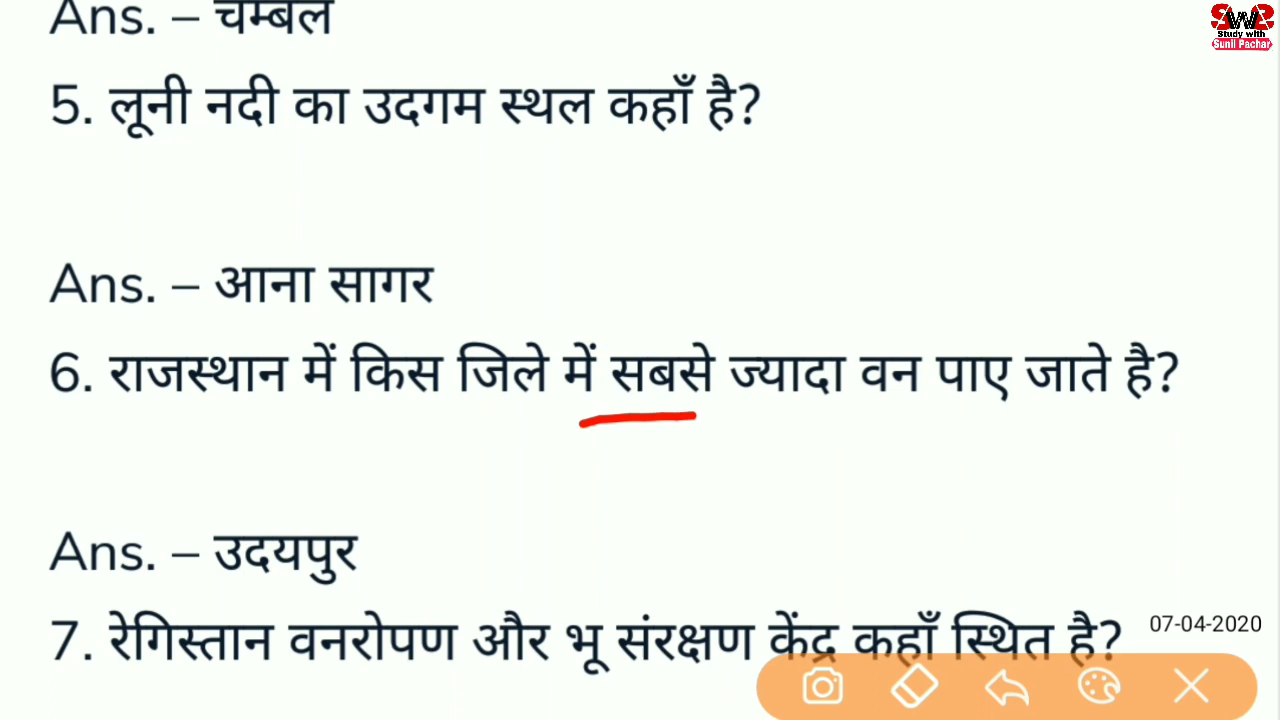 Ans. – चम्बल
SWS
Study with
Sunil Pachar
5. लूनी नदी का उदगम स्थल कहाँ है?
Ans. – आना सागर
6. राजस्थान में किस जिले में सबसे ज्यादा वन पाए जाते है?
Ans. – उदयपुर
7. रेगिस्तान वनरोपण और भू संरक्षण केंद्र कहाँ स्थित है?
07-04-2020